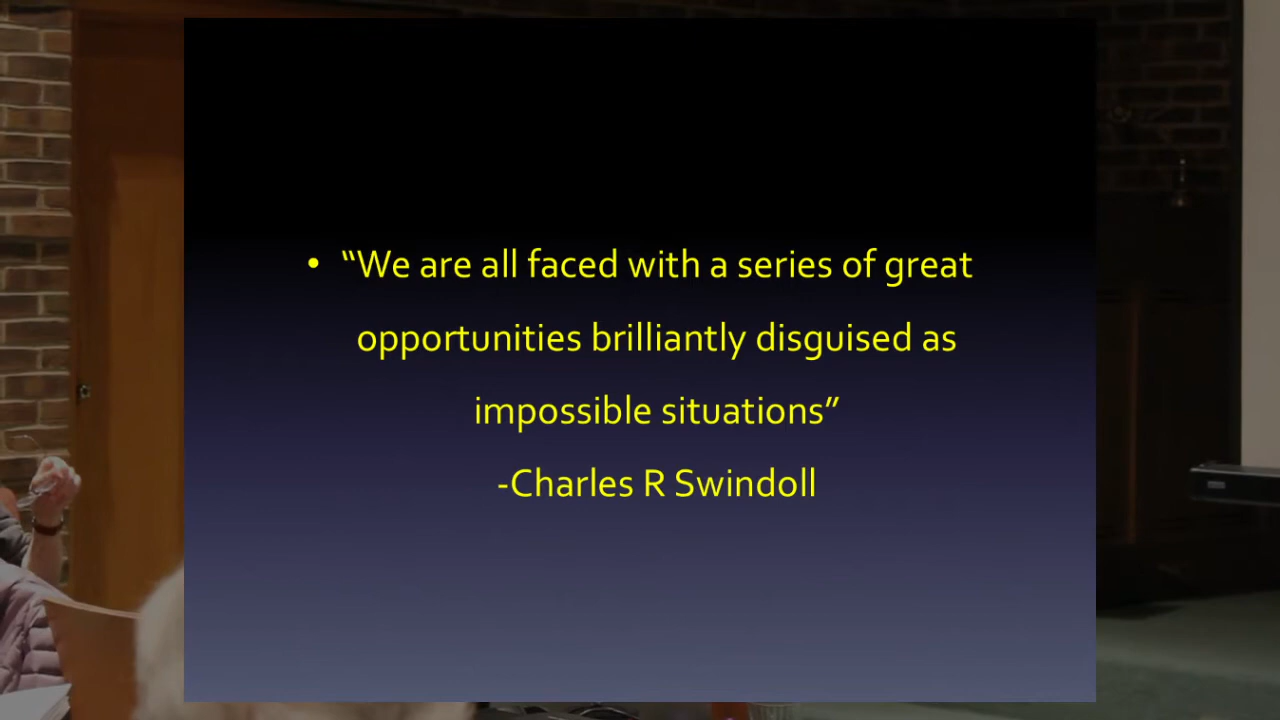 • “We are all faced with a series of great
opportunities brilliantly disguised as
impossible situations”
-Charles R Swindoll